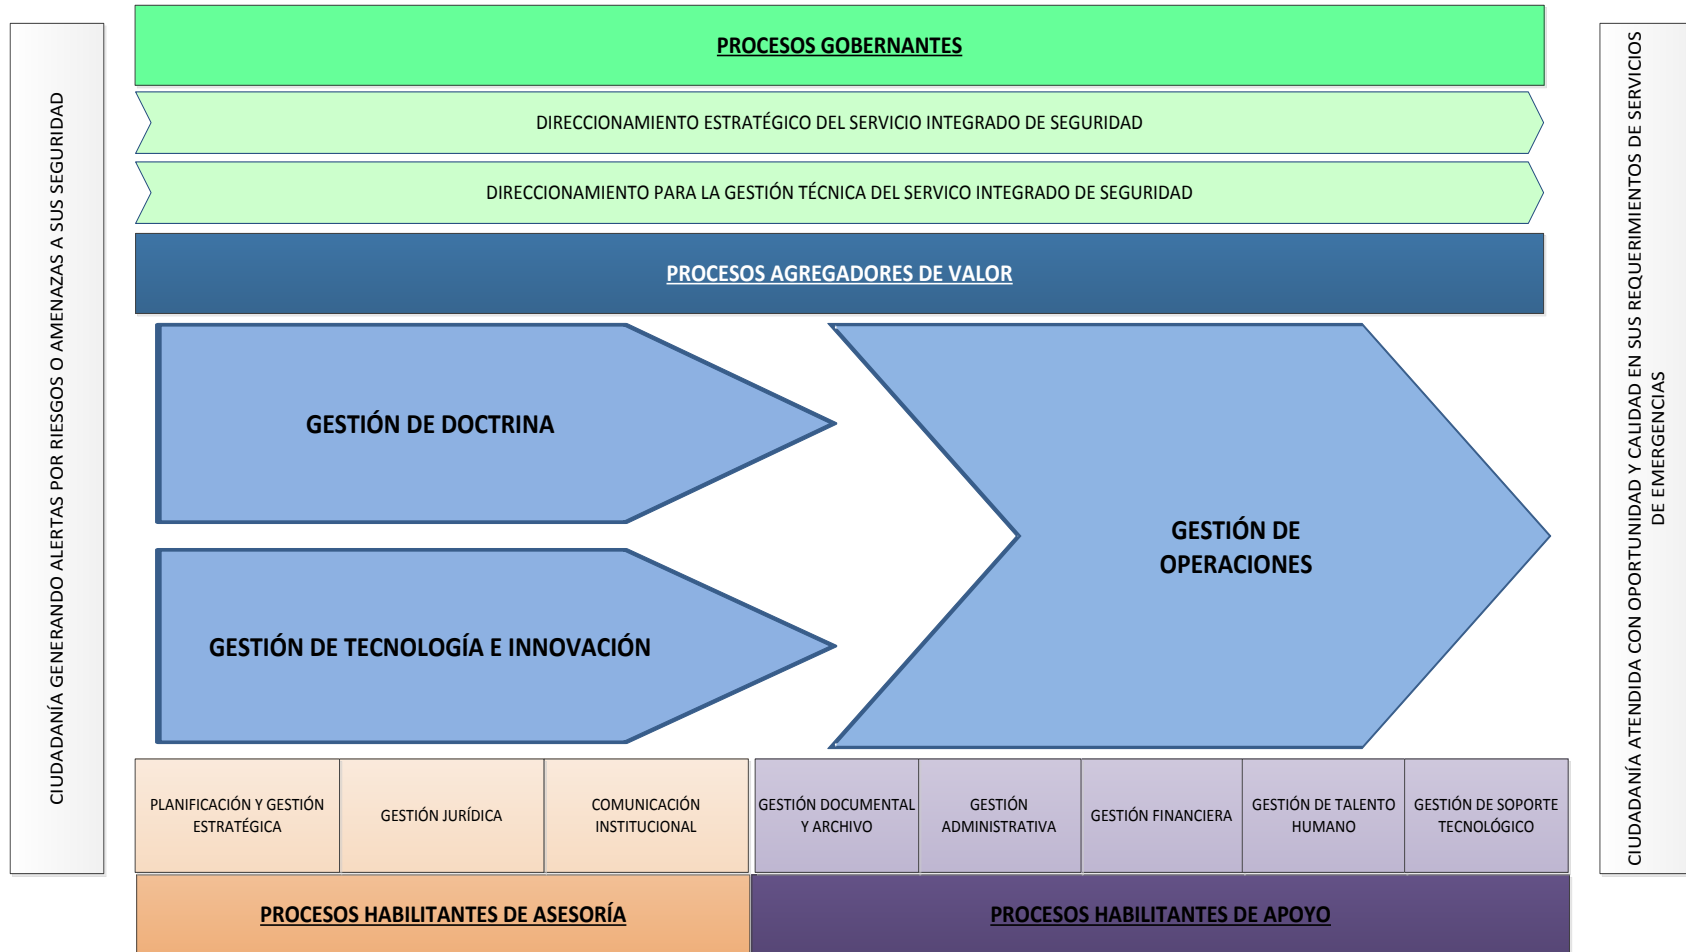 CIUDADANÍA GENERANDO ALERTAS POR RIESGOS O AMENAZAS A SUS SEGURIDAD
PROCESOS GOBERNANTES
DIRECCIONAMIENTO ESTRATÉGICO DEL SERVICIO INTEGRADO DE SEGURIDAD
DIRECCIONAMIENTO PARA LA GESTIÓN TÉCNICA DEL SERVICO INTEGRADO DE SEGURIDAD
PROCESOS AGREGADORES DE VALOR
GESTIÓN DE DOCTRINA
GESTIÓN DE TECNOLOGÍA E INNOVACIÓN
GESTIÓN DE
OPERACIONES
PLANIFICACIÓN Y GESTIÓN
ESTRATÉGICA
GESTIÓN JURÍDICA
COMUNICACIÓN
INSTITUCIONAL
GESTIÓN DOCUMENTAL
Y ARCHIVO
GESTIÓN
ADMINISTRATIVA
GESTIÓN FINANCIERA
GESTIÓN DE TALENTO
HUMANO
GESTIÓN DE SOPORTE
TECNOLÓGICO
PROCESOS HABILITANTES DE ASESORÍA
PROCESOS HABILITANTES DE APOYO
CIUDADANÍA ATENDIDA CON OPORTUNIDAD Y CALIDAD EN SUS REQUERIMIENTOS DE SERVICIOS
DE EMERGENCIAS